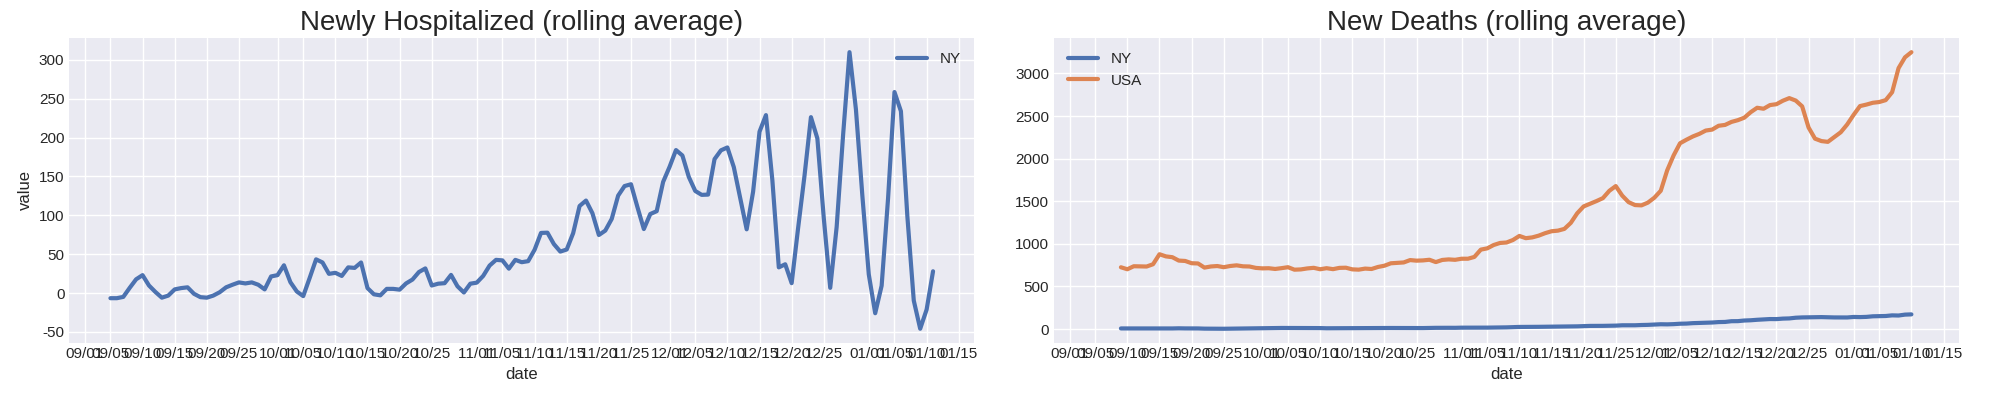 Newly Hospitalized (rolling average)
NY
300
250
200
150
100
50
0
-50
value
09/01 09/05 09/10 09/15 09/20 09/25 10/01 10/05 10/10 10/15 10/20 10/25 11/01 11/05 11/10 11/15 11/20 11/25 12/01 12/05 12/10 12/15 12/20 12/25 01/01 01/05 01/10 01/15
date
New Deaths (rolling average)
NY
USA
3000
2500
2000
1500
1000
500
0
09/01 09/05 09/10 09/15 09/20 09/25 10/01 10/05 10/10 10/15 10/20 10/25 11/01 11/05 11/10 11/15 11/20 11/25 12/01 12/05 12/10 12/15 12/20 12/25 01/01 01/05 01/10 01/15
date